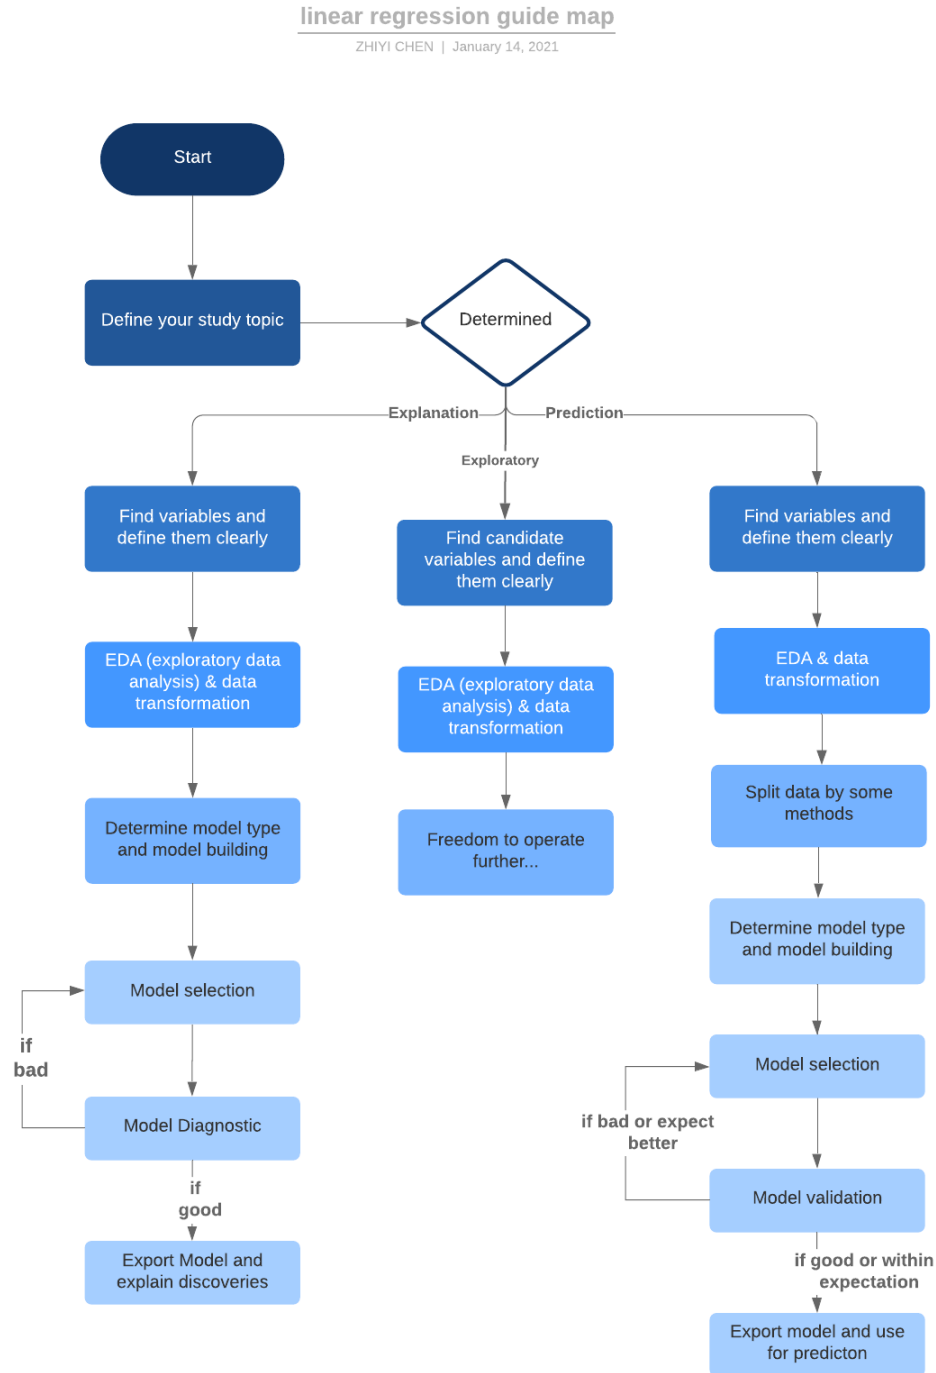 linear regression guide map
ZHIYI CHEN | January 14, 2021
Start
Define your study topic
Determined
Explanation
Prediction
Exploratory
Find variables and
define them clearly
Find candidate
variables and define
them clearly
Find variables and
define them clearly
EDA (exploratory data
analysis) & data
transformation
EDA (exploratory data
analysis) & data
transformation
EDA & data
transformation
Split data by some
methods
Determine model type
and model building
Freedom to operate
further...
Determine model type
and model building
Model selection
if
bad
Model Diagnostic
if
good
Export Model and
explain discoveries
Model selection
if bad or expect
better
Model validation
if good or within
expectation
Export model and use
for predicton